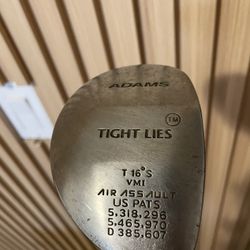 ADAMS
TIGHT LIES ™
T 16° S
VMI
AIR ASSAULT
US PATS
5,318,296
5,465,970
D 385,607